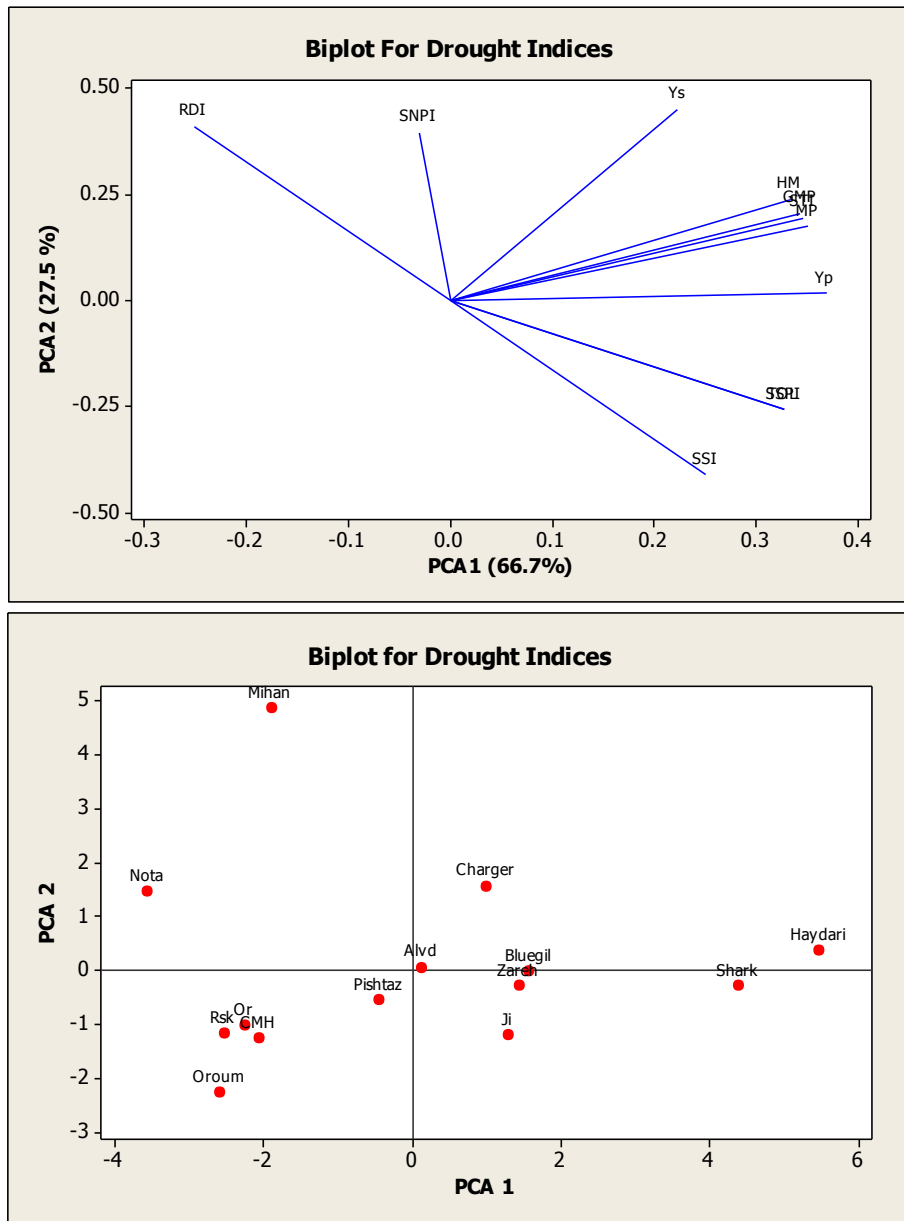 Biplot For Drought Indices
0.50
0.25
0.00
-0.25
-0.50
PCA2 (27.5 %)
RDI
SNPI
Ys
HM
GMP
STI
MP
Yp
TOL
SSI
-0.3
-0.2
-0.1
0.0
0.1
0.2
0.3
0.4
PCA1 (66.7%)
Biplot for Drought Indices
5
4
3
2
1
0
-1
-2
-3
PCA 2
Mihan
Nota
Charger
Haydari
Alvd
Bluegil
Zareh
Shark
Pishtaz
Or
Rsk
CMH
Ji
Oroum
-4
-2
0
2
4
6
PCA 1